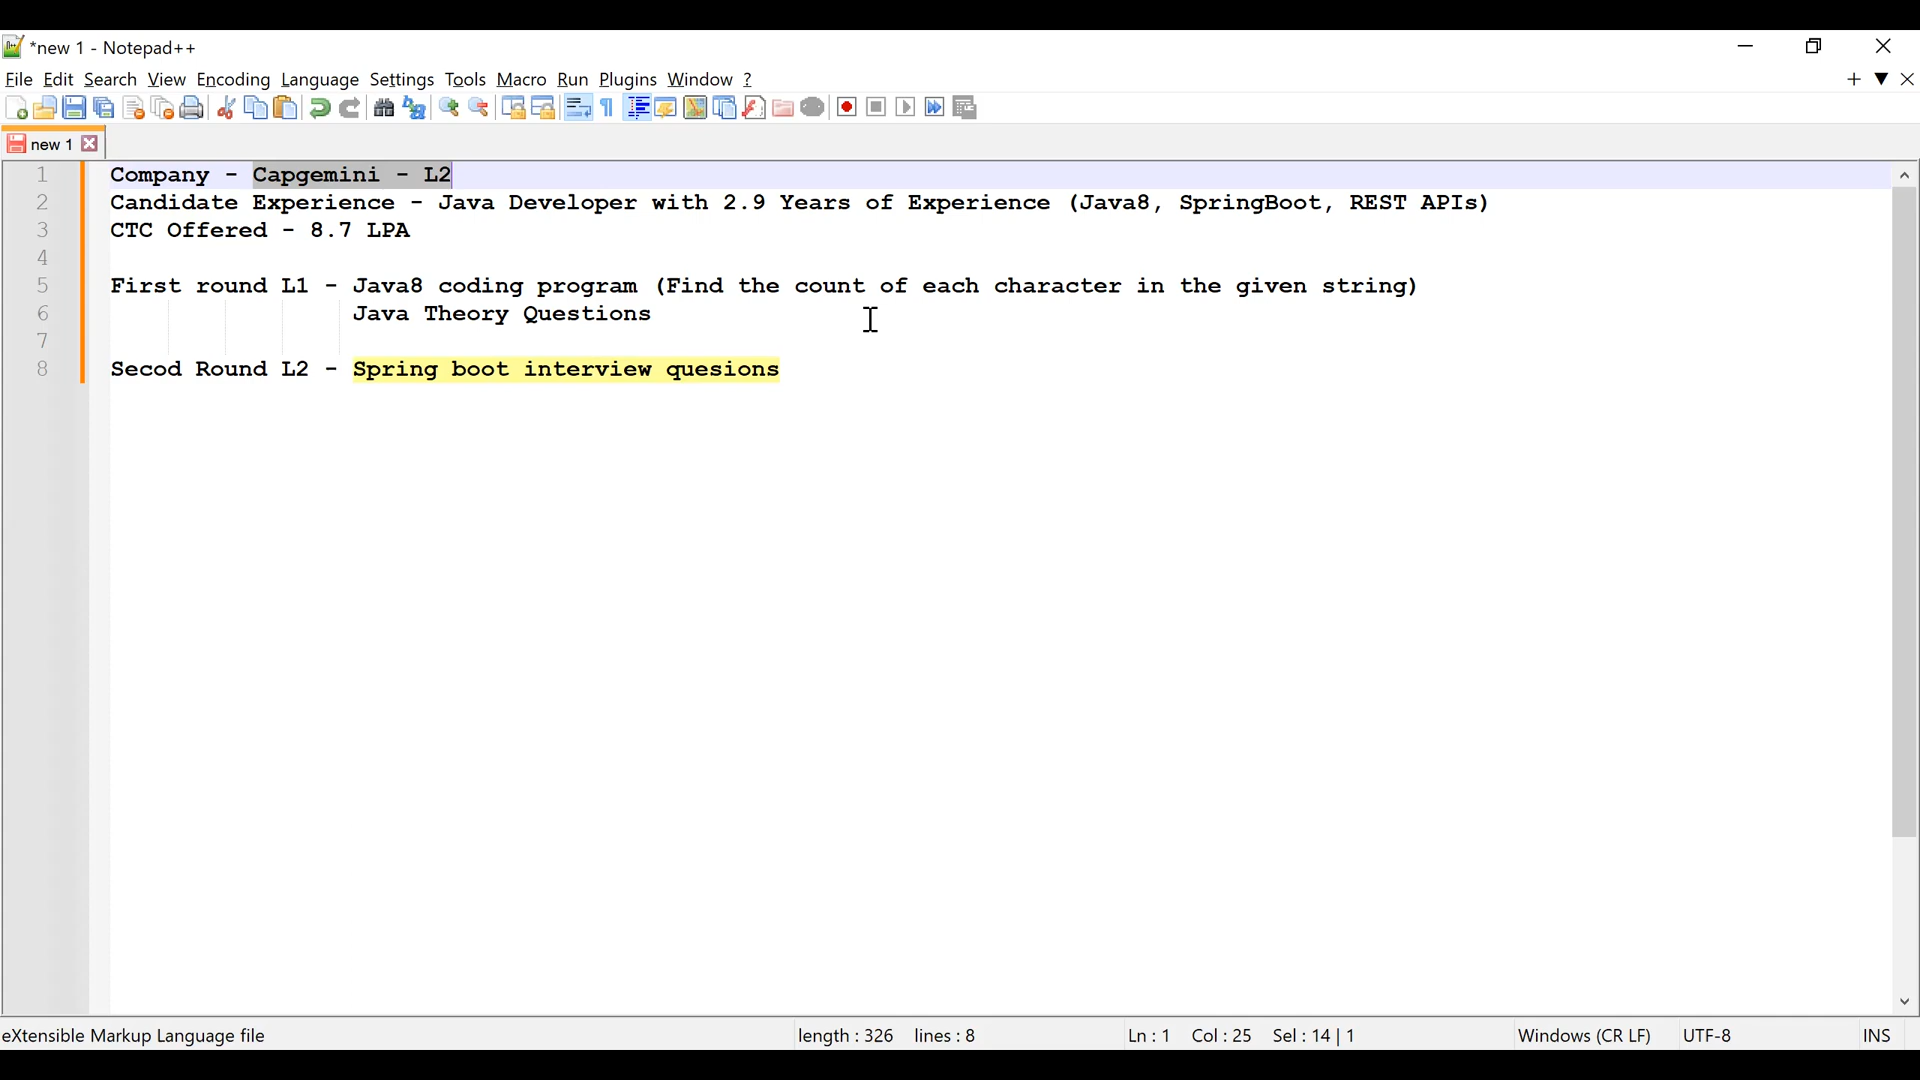 *new 1 - Notepad++
File Edit Search View Encoding Language Settings Tools Macro Run Plugins Window ?
new 1
1 Company - Capgemini - L2
2 Candidate Experience - Java Developer with 2.9 Years of Experience (Java8, SpringBoot, REST APIs)
3 CTC Offered - 8.7 LPA
4
5 First round L1 - Java8 coding program (Find the count of each character in the given string)
6 Java Theory Questions
7
8 Secod Round L2 - Spring boot interview quesions
eXtensible Markup Language file length : 326 lines : 8 Ln : 1 Col : 25 Sel : 14 | 1 Windows (CR LF) UTF-8 INS